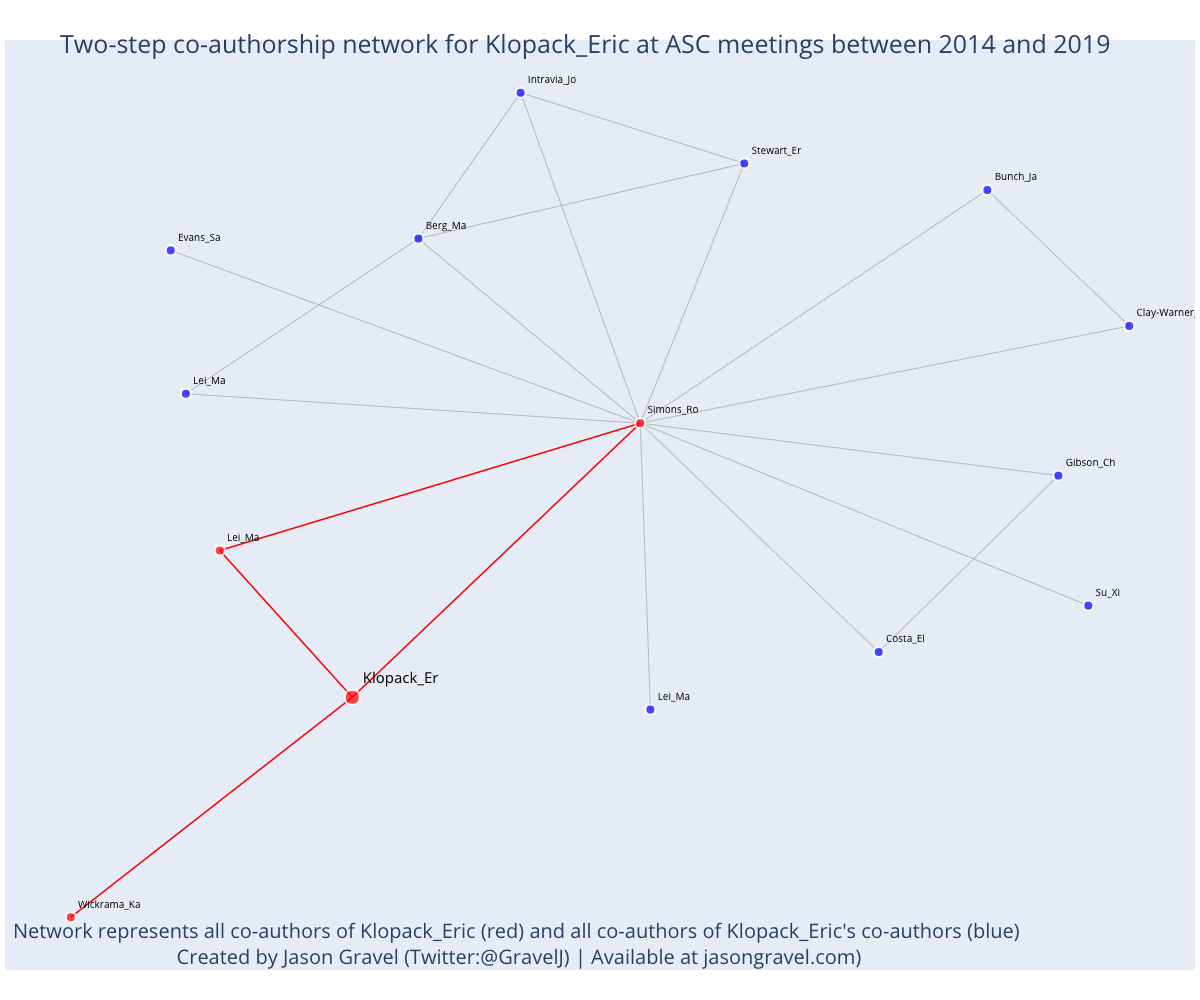 Two-step co-authorship network for Klopack_Eric at ASC meetings between 2014 and 2019
Intravia_Jo
Stewart_Er
Bunch_Ja
Berg_Ma
Evans_Sa
Clay-Warner_
Lei_Ma
Simons_Ro
Gibson_Ch
Lei_Ma
Su_Xi
Costa_El
Klopack_Er
Lei_Ma
Wickrama_Ka
Network represents all co-authors of Klopack_Eric (red) and all co-authors of Klopack_Eric's co-authors (blue)
Created by Jason Gravel (Twitter:@GravelJ) | Available at jasongravel.com)